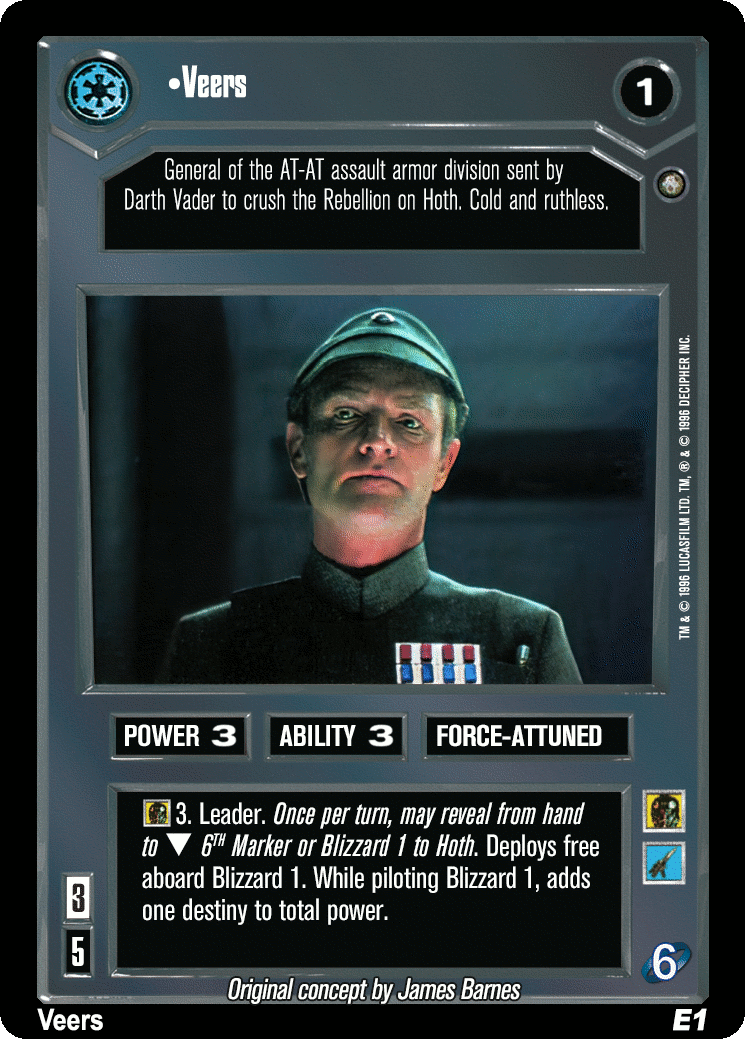 •Veers
1
General of the AT-AT assault armor division sent by
Darth Vader to crush the Rebellion on Hoth. Cold and ruthless.
TM & © 1996 LUCASFILM LTD. TM, ® & © 1996 DECIPHER INC.
POWER 3 ABILITY 3 FORCE-ATTUNED
3. Leader. Once per turn, may reveal from hand
to ▼ 6TH Marker or Blizzard 1 to Hoth. Deploys free
aboard Blizzard 1. While piloting Blizzard 1, adds
one destiny to total power.
3
5
6
Original concept by James Barnes
Veers E1